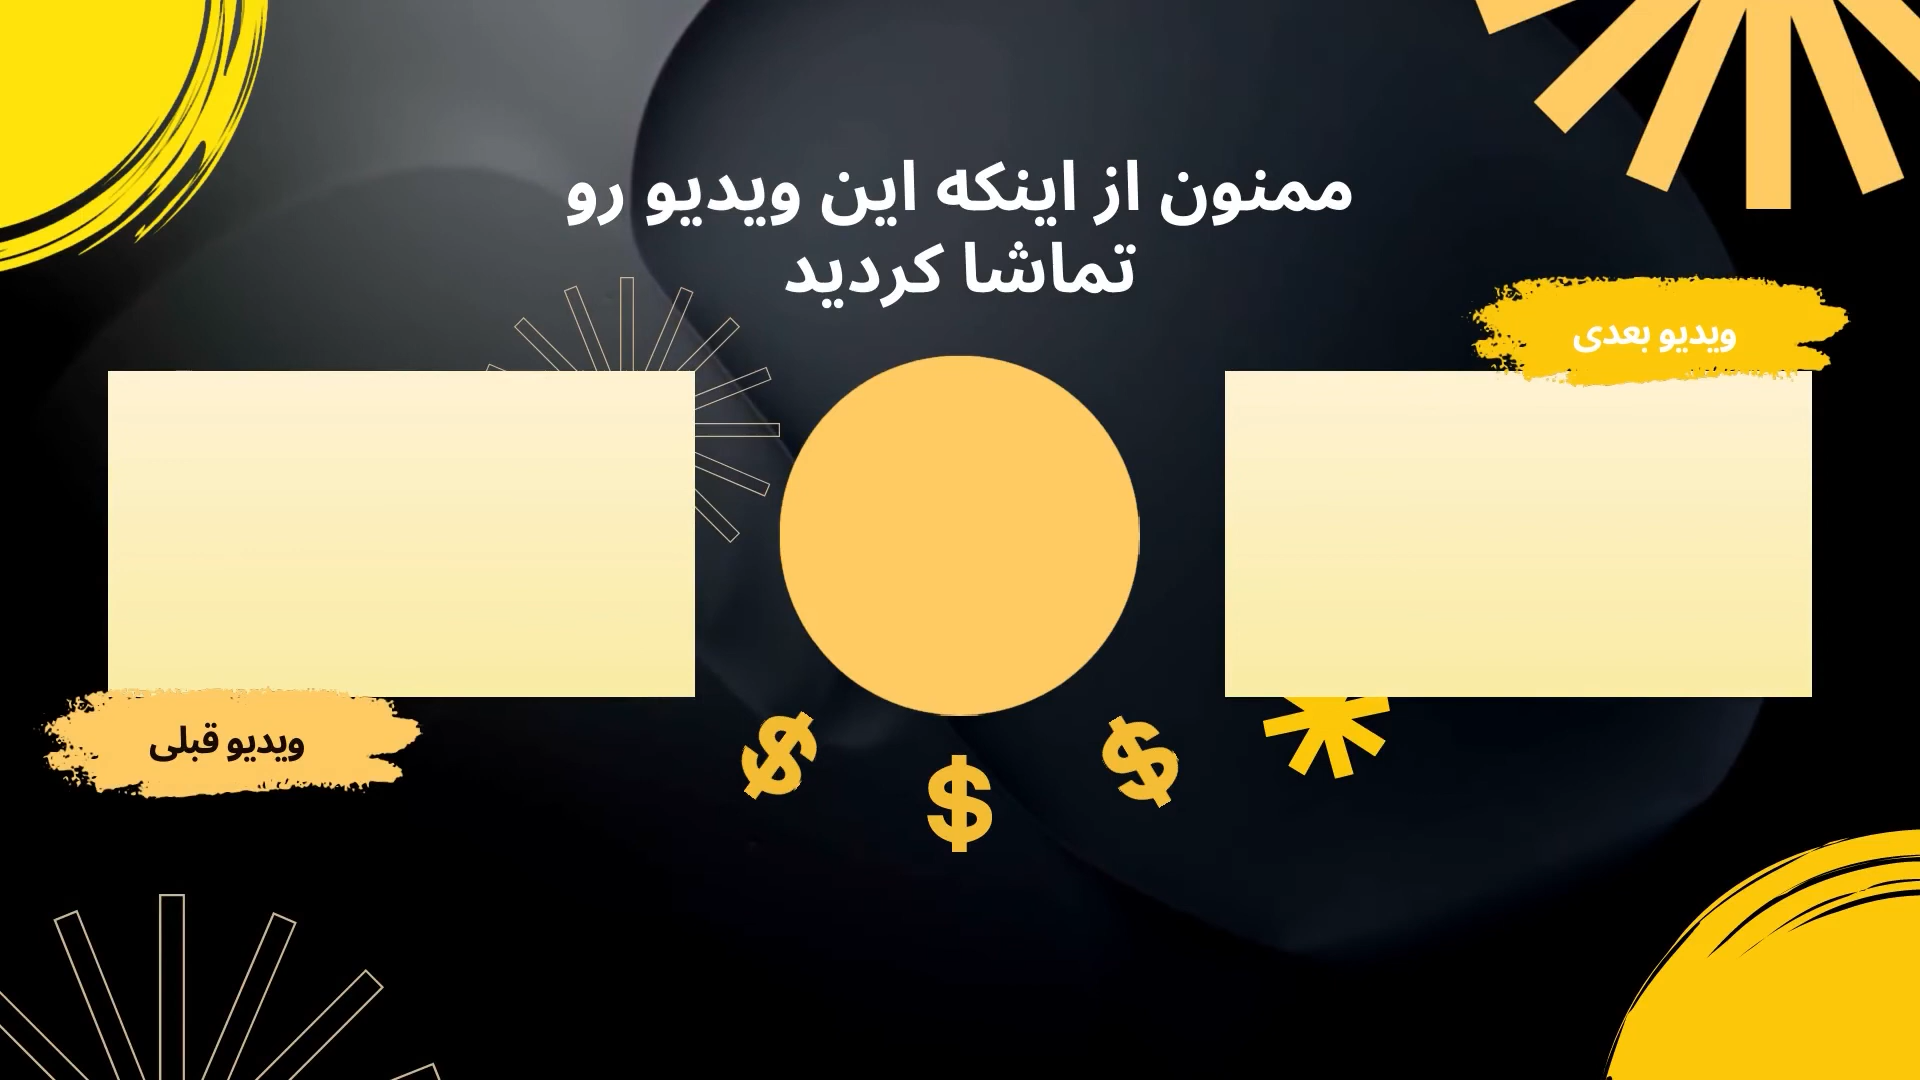 ممنون از اینکه این ویدیو رو
تماشا کردید
ویدیو بعدی
ویدیو قبلی
$ $ $